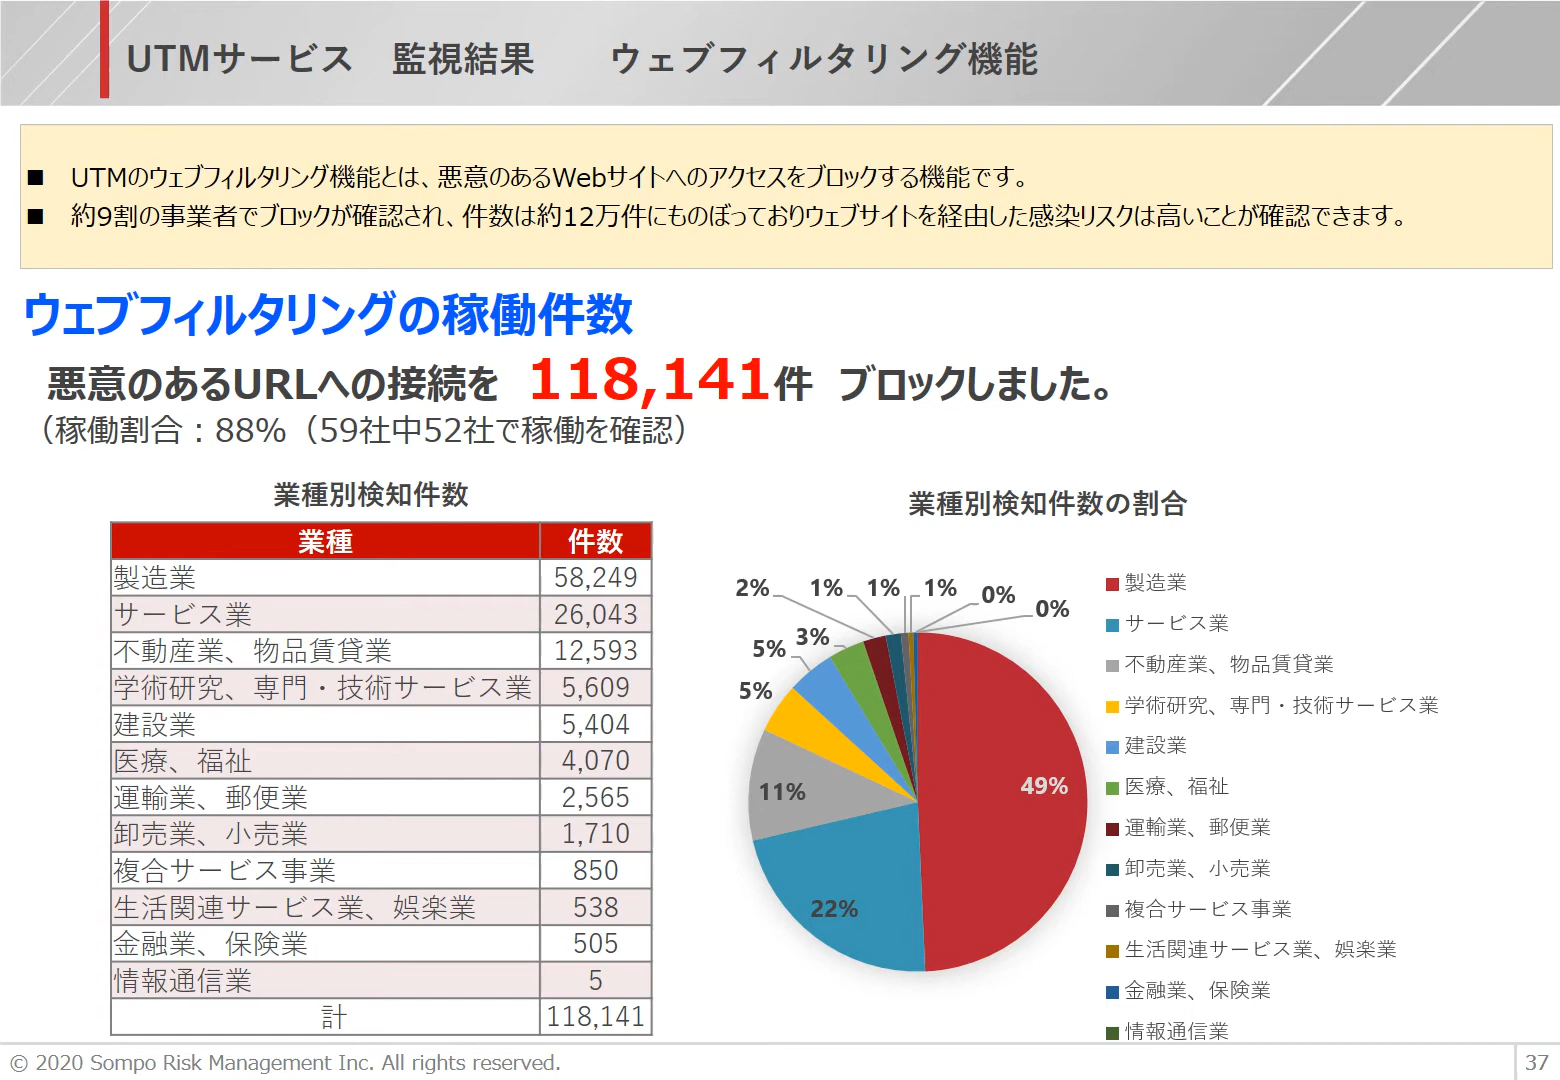 UTMサービス　監視結果　　ウェブフィルタリング機能
■ UTMのウェブフィルタリング機能とは、悪意のあるWebサイトへのアクセスをブロックする機能です。
■ 約9割の事業者でブロックが確認され、件数は約12万件にものぼっておりウェブサイトを経由した感染リスクは高いことが確認できます。
ウェブフィルタリングの稼働件数
悪意のあるURLへの接続を 118,141件 ブロックしました。
（稼働割合：88%（59社中52社で稼働を確認）
業種別検知件数
業種 件数
製造業 58,249
サービス業 26,043
不動産業、物品賃貸業 12,593
学術研究、専門・技術サービス業 5,609
建設業 5,404
医療、福祉 4,070
運輸業、郵便業 2,565
卸売業、小売業 1,710
複合サービス事業 850
生活関連サービス業、娯楽業 538
金融業、保険業 505
情報通信業 5
計 118,141
業種別検知件数の割合
49%
22%
11%
5%
5%
3%
2%
1%
1%
1%
0%
0%
製造業
サービス業
不動産業、物品賃貸業
学術研究、専門・技術サービス業
建設業
医療、福祉
運輸業、郵便業
卸売業、小売業
複合サービス事業
生活関連サービス業、娯楽業
金融業、保険業
情報通信業
© 2020 Sompo Risk Management Inc. All rights reserved.
37